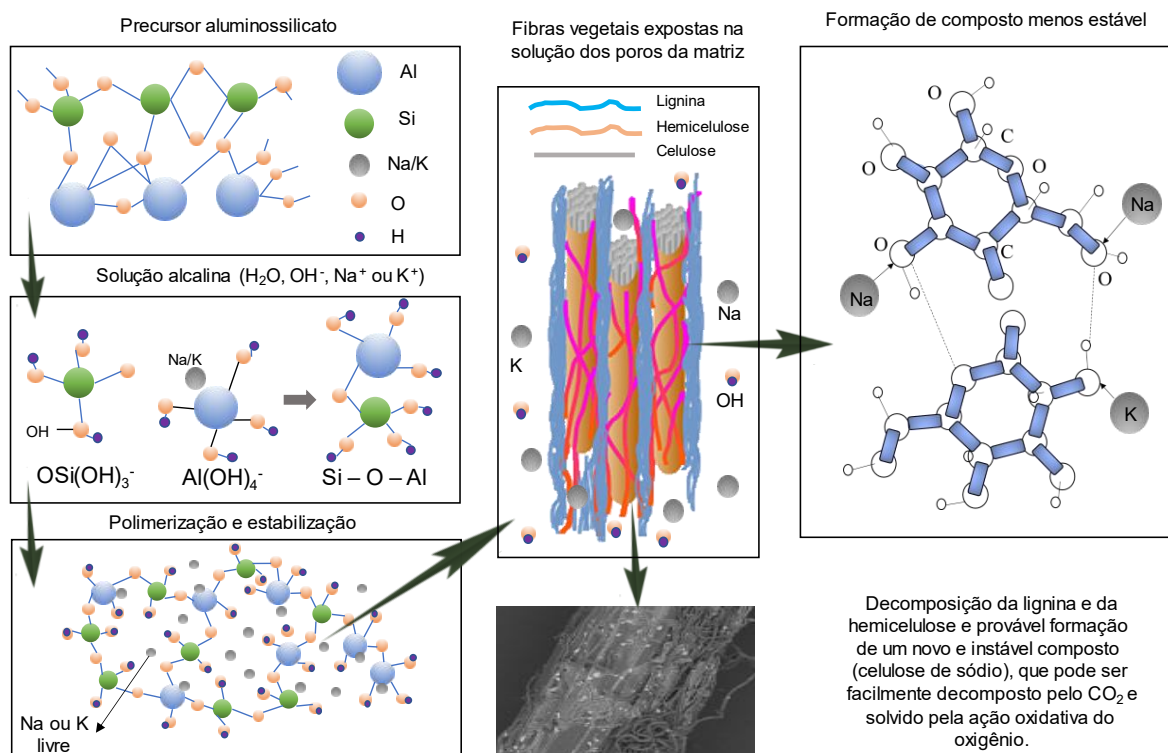 Precursor aluminossilicato
Al
Si
Na/K
O
H
Solução alcalina (H₂O, OH⁻, Na⁺ ou K⁺)
Na/K
OH
OSi(OH)₃⁻
Al(OH)₄⁻
Si – O – Al
Polimerização e estabilização
Na ou K
livre
Fibras vegetais expostas na
solução dos poros da matriz
Lignina
Hemicelulose
Celulose
Na
K
OH
Formação de composto menos estável
O
C
O
O
Na
O
C
O
Na
K
Decomposição da lignina e da
hemicelulose e provável formação
de um novo e instável composto
(celulose de sódio), que pode ser
facilmente decomposto pelo CO₂ e
solvido pela ação oxidativa do
oxigênio.